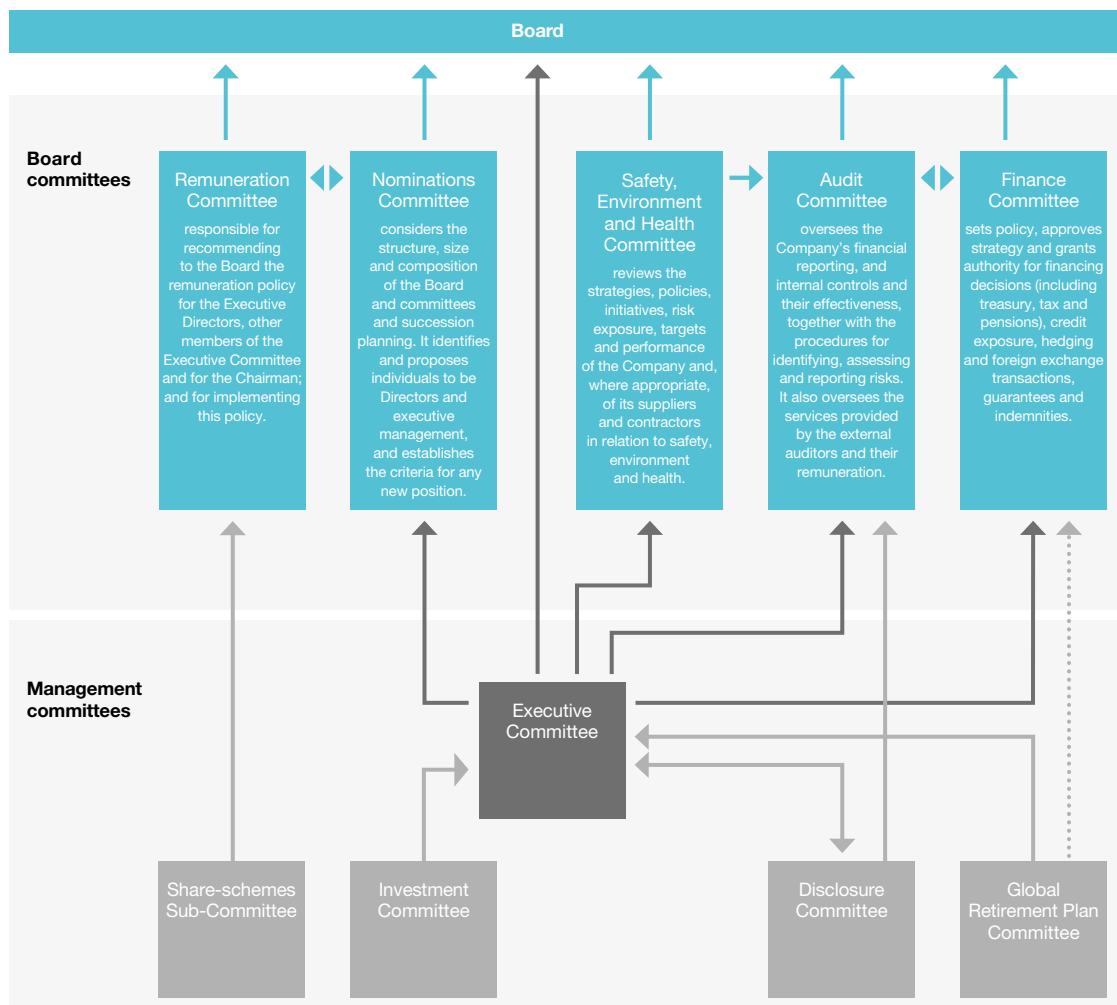 Board
Board
committees
Remuneration
Committee
responsible for
recommending
to the Board the
remuneration policy
for the Executive
Directors, other
members of the
Executive Committee
and for the Chairman;
and for implementing
this policy.
Nominations
Committee
considers the
structure, size
and composition
of the Board
and committees
and succession
planning. It identifies
and proposes
individuals to be
Directors and
executive
management,
and establishes
the criteria for any
new position.
Safety,
Environment
and Health
Committee
reviews the
strategies, policies,
initiatives, risk
exposure, targets
and performance
of the Company and,
where appropriate,
of its suppliers
and contractors
in relation to safety,
environment
and health.
Audit
Committee
oversees the
Company's financial
reporting, and
internal controls and
their effectiveness,
together with the
procedures for
identifying, assessing
and reporting risks.
It also oversees the
services provided
by the external
auditors and their
remuneration.
Finance
Committee
sets policy, approves
strategy and grants
authority for financing
decisions (including
treasury, tax and
pensions), credit
exposure, hedging
and foreign exchange
transactions,
guarantees and
indemnities.
Management
committees
Executive
Committee
Share-schemes
Sub-Committee
Investment
Committee
Disclosure
Committee
Global
Retirement Plan
Committee